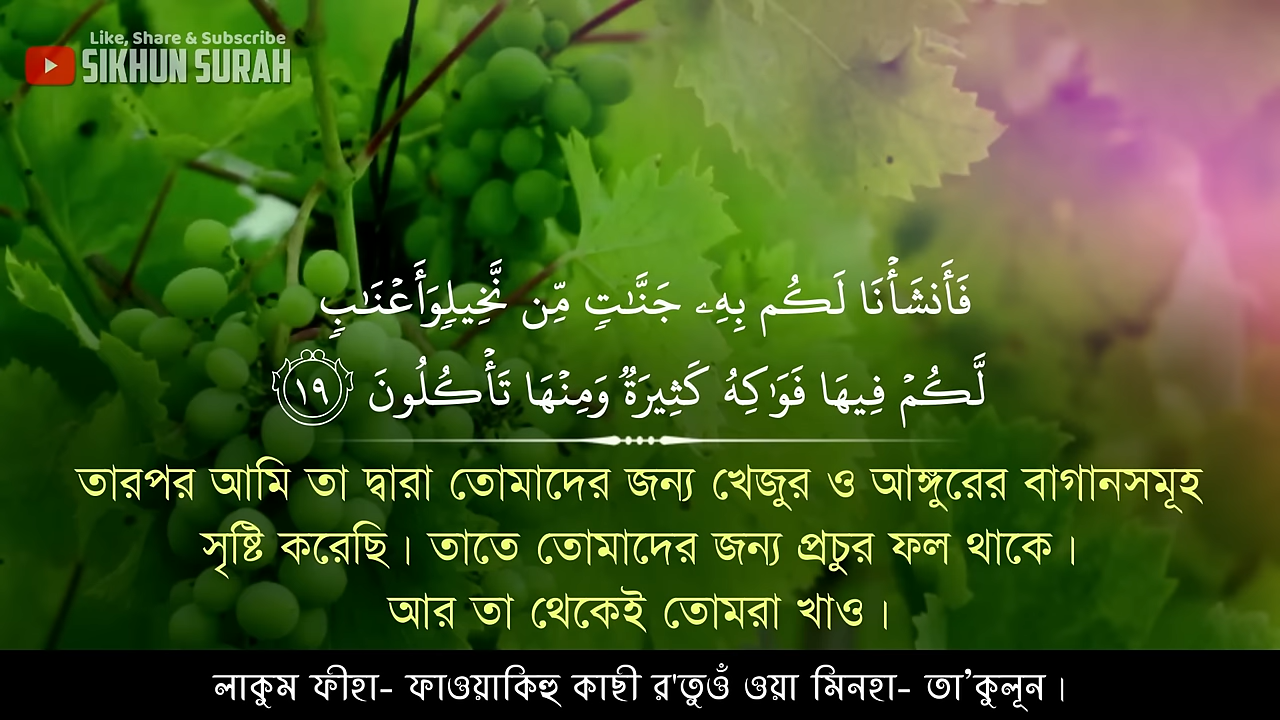 Like, Share & Subscribe
SIKHUN SURAH
فَأَنشَأْنَا لَكُم بِهِۦ جَنَّـٰتٍ مِّن نَّخِيلٍوَأَعْنَـٰبٍ
لَّكُمْ فِيهَا فَوَٰكِهُ كَثِيرَةٌ وَمِنْهَا تَأْكُلُونَ ١٩
তারপর আমি তা দ্বারা তোমাদের জন্য খেজুর ও আঙ্গুরের বাগানসমূহ
সৃষ্টি করেছি। তাতে তোমাদের জন্য প্রচুর ফল থাকে।
আর তা থেকেই তোমরা খাও।
লাকুম ফীহা- ফাওয়াকিহু কাছী র'তুওঁ ওয়া মিনহা- তা’কুলূন।